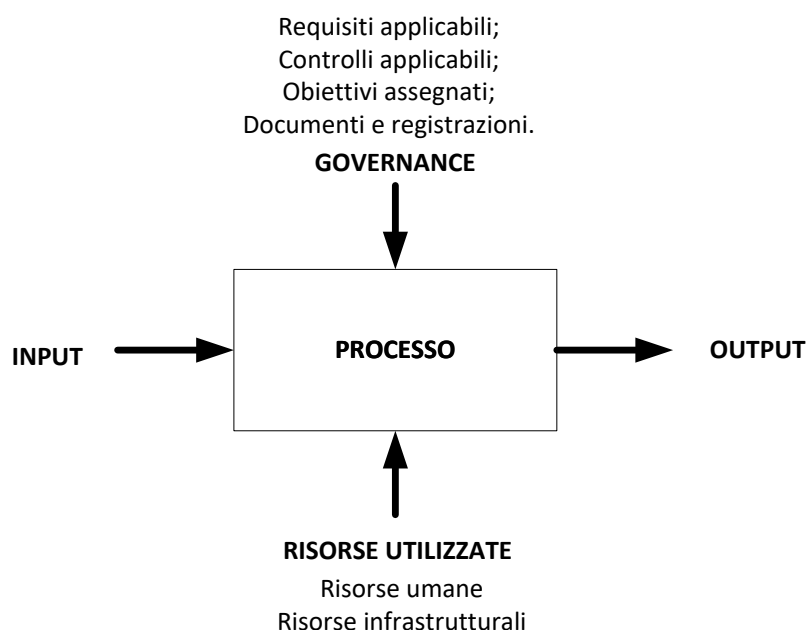 Requisiti applicabili;
Controlli applicabili;
Obiettivi assegnati;
Documenti e registrazioni.
GOVERNANCE
INPUT
PROCESSO
OUTPUT
RISORSE UTILIZZATE
Risorse umane
Risorse infrastrutturali